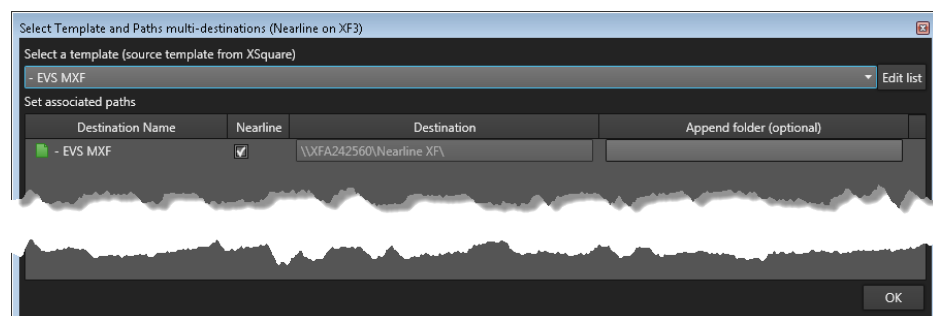 Select Template and Paths multi-destinations (Nearline on XF3)
Select a template (source template from XSquare)
- EVS MXF Edit list
Set associated paths
Destination Name Nearline Destination Append folder (optional)
- EVS MXF \\XFA242560\Nearline XF\
OK